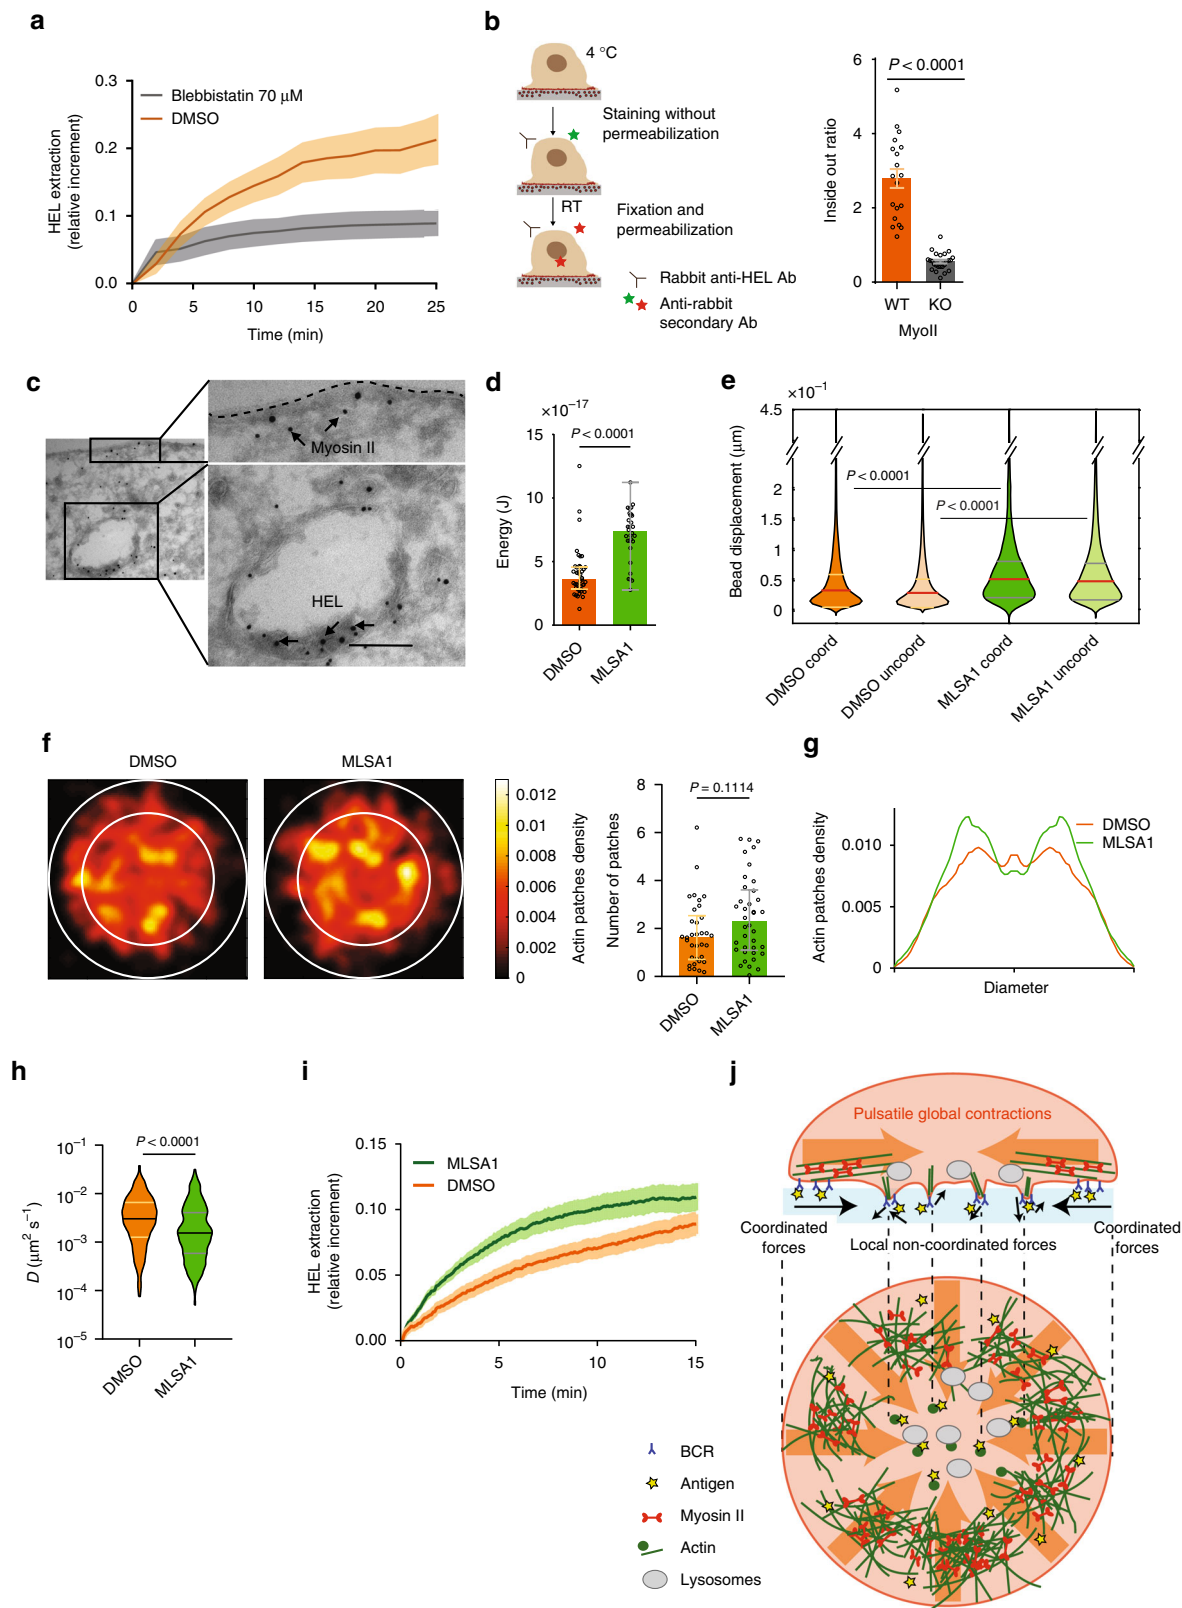 a
0.3
0.2
0.1
0.0
HEL extraction
(relative increment)
Blebbistatin 70 μM
DMSO
0 5 10 15 20 25
Time (min)
b
4 °C
Staining without
permeabilization
RT
Fixation and
permeabilization
Rabbit anti-HEL Ab
Anti-rabbit
secondary Ab
6
4
2
0
Inside out ratio
P < 0.0001
WT KO
MyoII
c
Myosin II
HEL
d
×10⁻¹⁷
15
10
5
0
Energy (J)
P < 0.0001
DMSO
MLSA1
e
×10⁻¹
4.5
2
1.5
1
0.5
0
Bead displacement (μm)
P < 0.0001
P < 0.0001
DMSO coord
DMSO uncoord
MLSA1 coord
MLSA1 uncoord
f
DMSO
MLSA1
0.012
0.010
0.008
0.006
0.004
0.002
0
Actin patches density
8
6
4
2
0
Number of patches
P = 0.1114
DMSO
MLSA1
g
0.010
0.005
0
Actin patches density
DMSO
MLSA1
Diameter
h
10⁻¹
10⁻²
10⁻³
10⁻⁴
10⁻⁵
D (μm² s⁻¹)
P < 0.0001
DMSO
MLSA1
i
0.15
0.10
0.05
0.00
HEL extraction
(relative increment)
MLSA1
DMSO
0 5 10 15
Time (min)
j
Pulsatile global contractions
Coordinated
forces
Local non-coordinated forces
Coordinated
forces
BCR
Antigen
Myosin II
Actin
Lysosomes